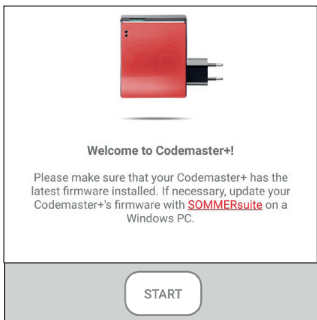 Welcome to Codemaster+!
Please make sure that your Codemaster+ has the
latest firmware installed. If necessary, update your
Codemaster+'s firmware with SOMMERsuite on a
Windows PC.
START